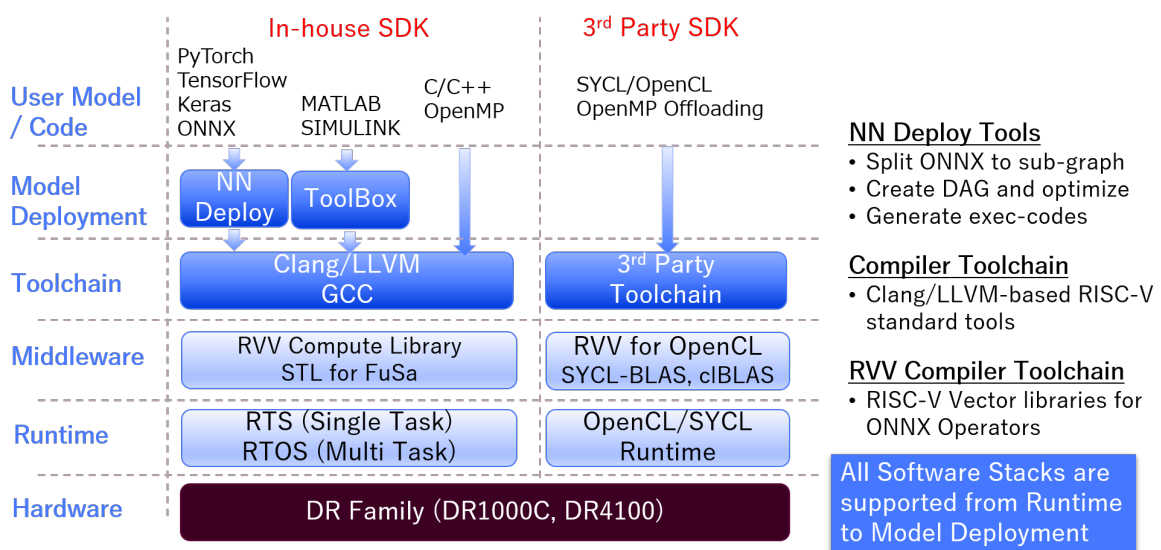 In-house SDK
3rd Party SDK
User Model
/ Code
PyTorch
TensorFlow
Keras
ONNX
MATLAB
SIMULINK
C/C++
OpenMP
SYCL/OpenCL
OpenMP Offloading
Model
Deployment
NN
Deploy
ToolBox
Toolchain
Clang/LLVM
GCC
3rd Party
Toolchain
Middleware
RVV Compute Library
STL for FuSa
RVV for OpenCL
SYCL-BLAS, clBLAS
Runtime
RTS (Single Task)
RTOS (Multi Task)
OpenCL/SYCL
Runtime
Hardware
DR Family (DR1000C, DR4100)
NN Deploy Tools
• Split ONNX to sub-graph
• Create DAG and optimize
• Generate exec-codes
Compiler Toolchain
• Clang/LLVM-based RISC-V
standard tools
RVV Compiler Toolchain
• RISC-V Vector libraries for
ONNX Operators
All Software Stacks are
supported from Runtime
to Model Deployment